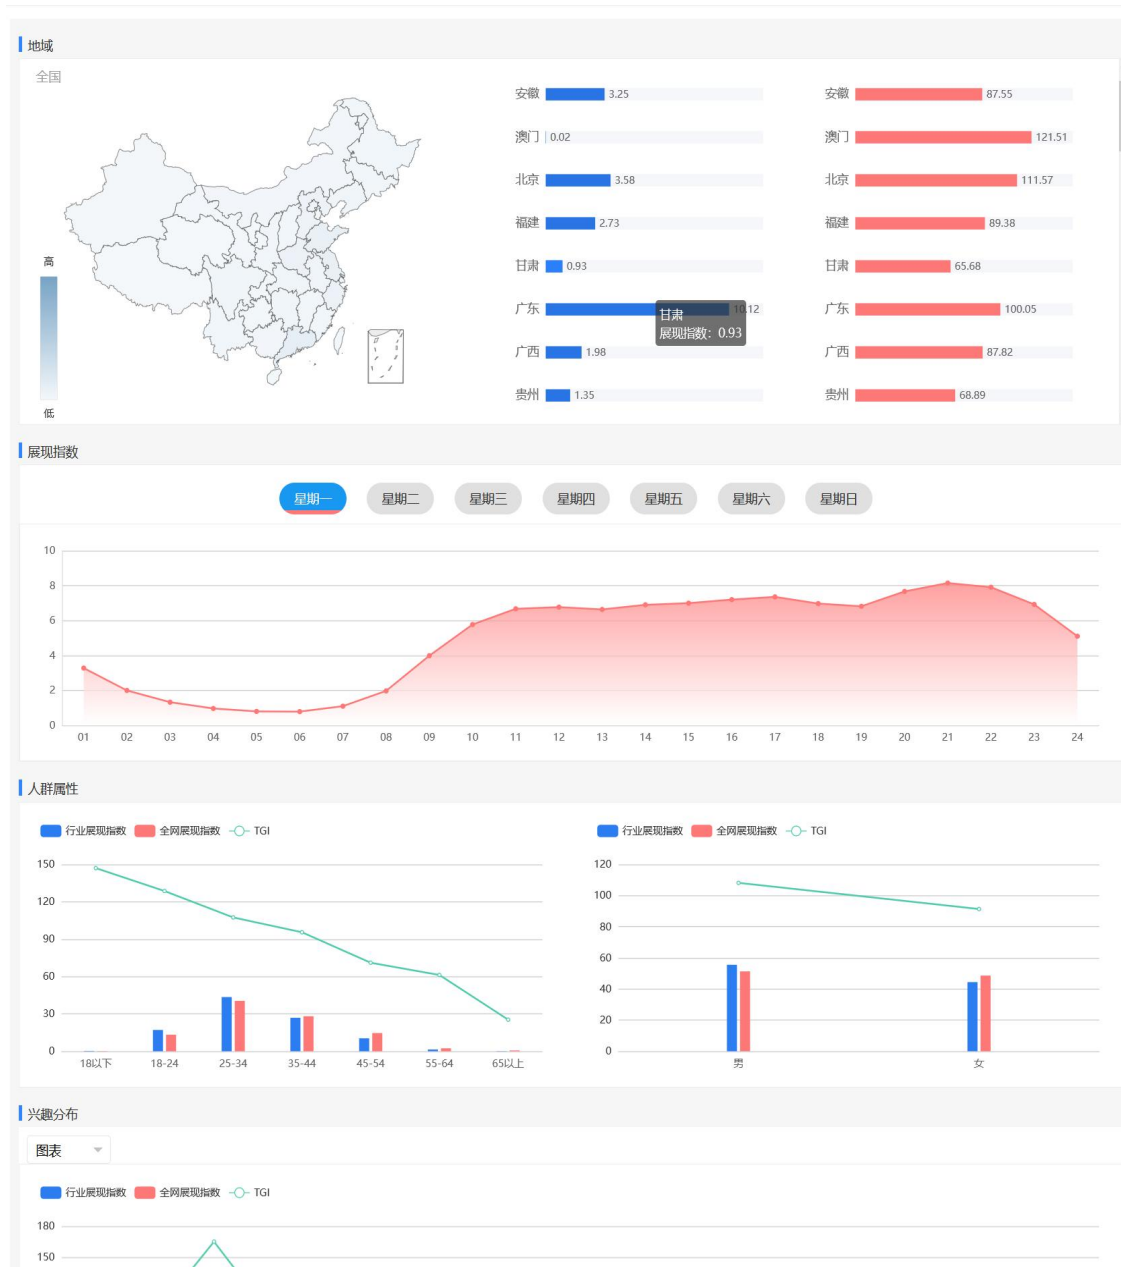 地域
全国
安徽 3.25 安徽 87.55
澳门 0.02 澳门 121.51
北京 3.58 北京 111.57
福建 2.73 福建 89.38
高 甘肃 0.93 甘肃 65.68
广东 10.12 广东 100.05
甘肃
展现指数: 0.93
广西 1.98 广西 87.82
贵州 1.35 贵州 68.89
低
展现指数
星期一 星期二 星期三 星期四 星期五 星期六 星期日
10
8
6
4
2
0
01 02 03 04 05 06 07 08 09 10 11 12 13 14 15 16 17 18 19 20 21 22 23 24
人群属性
行业展现指数 全网展现指数 TGI
150
120
90
60
30
0
18以下 18-24 25-34 35-44 45-54 55-64 65以上
行业展现指数 全网展现指数 TGI
120
100
80
60
40
20
0
男 女
兴趣分布
图表
行业展现指数 全网展现指数 TGI
180
150